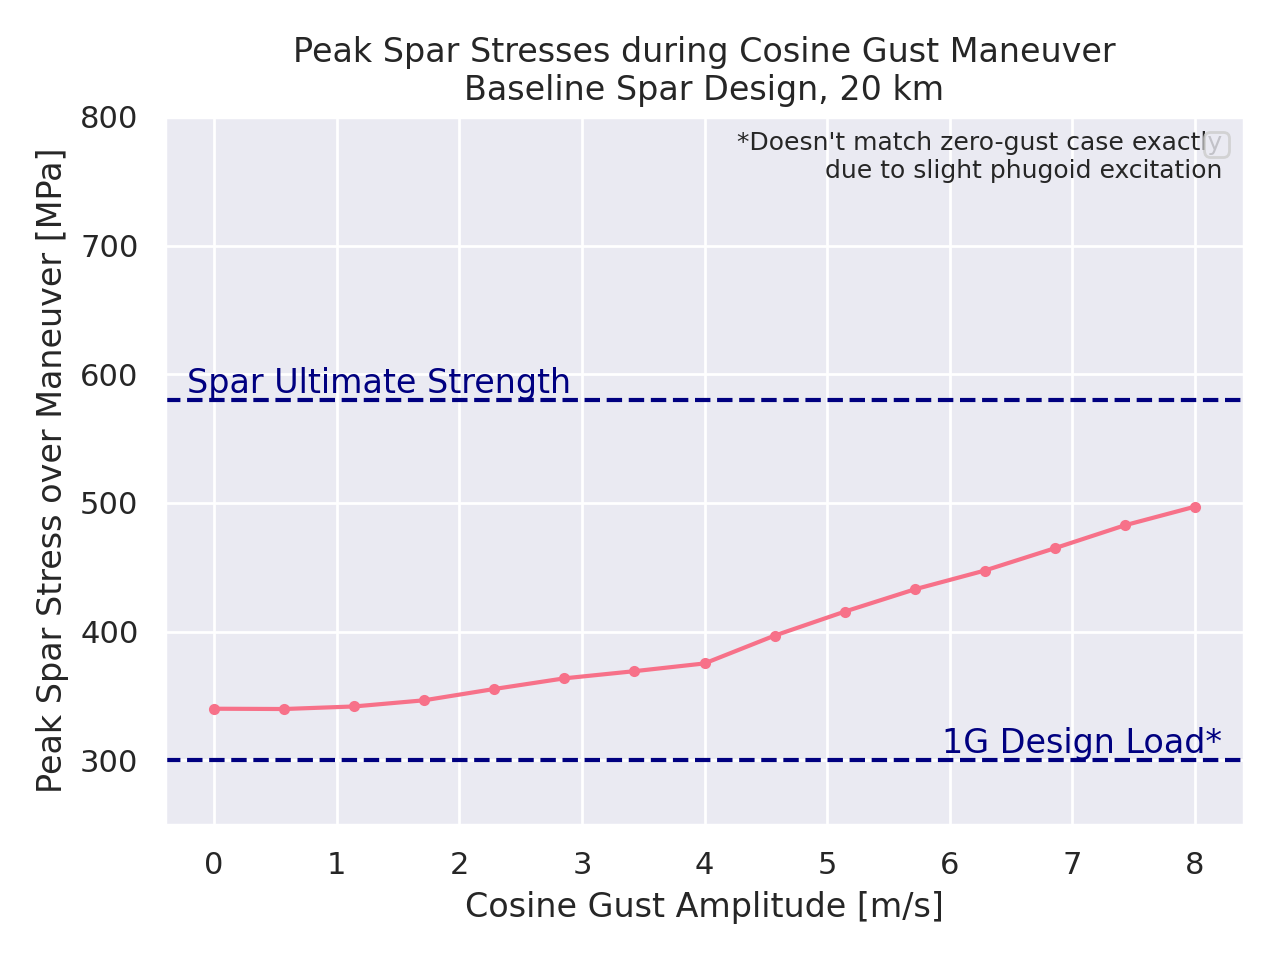 Peak Spar Stresses during Cosine Gust Maneuver
Baseline Spar Design, 20 km
Peak Spar Stress over Maneuver [MPa]
800
700
600
500
400
300
*Doesn't match zero-gust case exactly
due to slight phugoid excitation
Spar Ultimate Strength
1G Design Load*
0 1 2 3 4 5 6 7 8
Cosine Gust Amplitude [m/s]